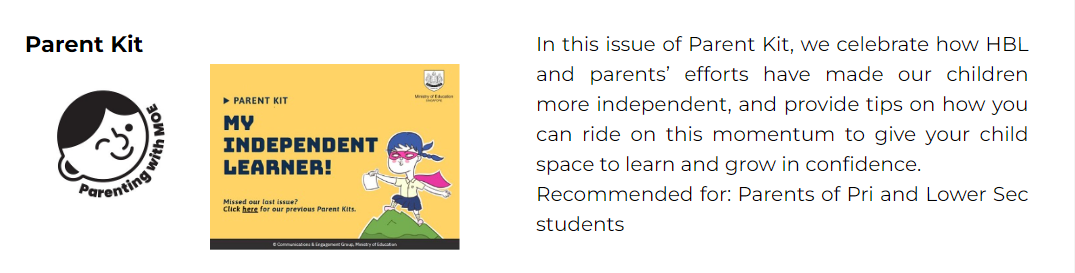 Parent Kit
Parenting with MOE
Ministry of Education
SINGAPORE
▶ PARENT KIT
MY
INDEPENDENT
LEARNER!
Missed our last issue?
Click here for our previous Parent Kits.
© Communications & Engagement Group, Ministry of Education
In this issue of Parent Kit, we celebrate how HBL
and parents’ efforts have made our children
more independent, and provide tips on how you
can ride on this momentum to give your child
space to learn and grow in confidence.
Recommended for: Parents of Pri and Lower Sec
students